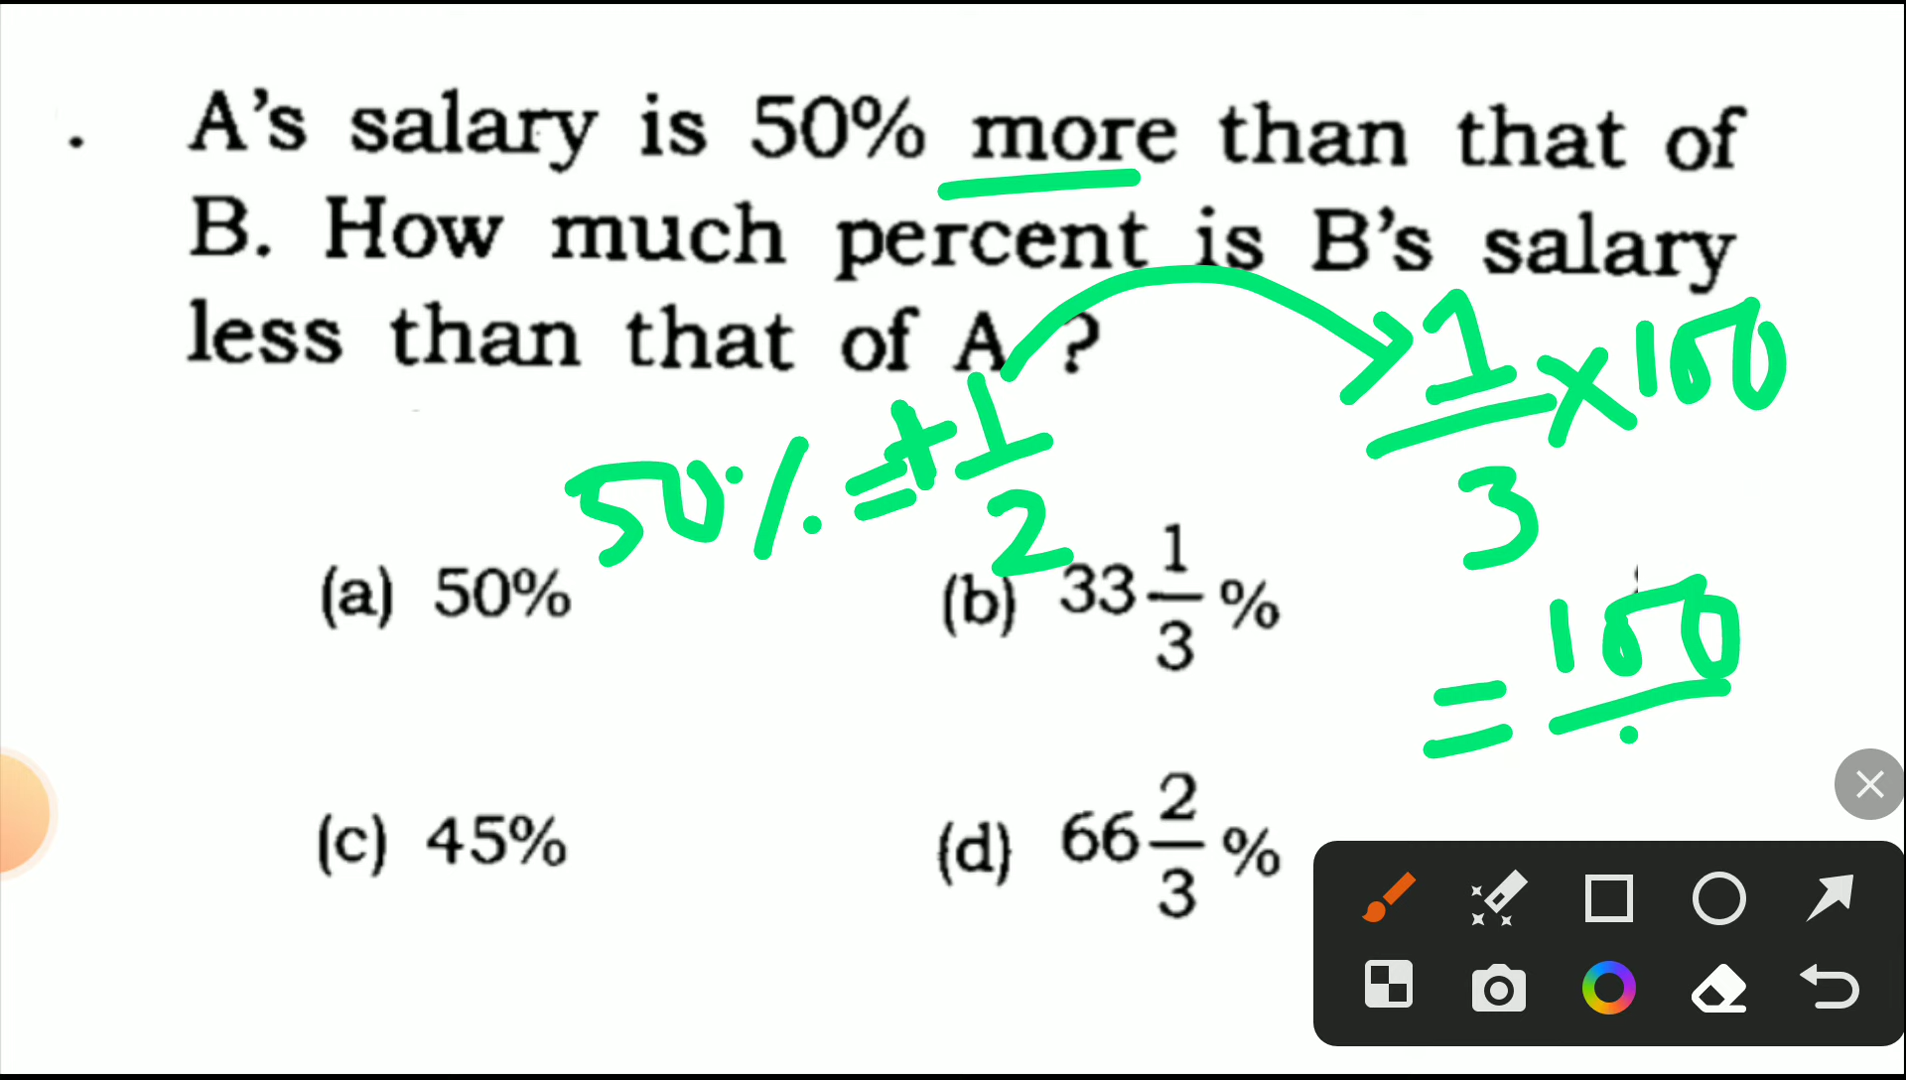 . A's salary is 50% more than that of
B. How much percent is B's salary
less than that of A ?
50% = + 1/2
1/3 × 100
= 100/
(a) 50%
(b) 33 1/3 %
(c) 45%
(d) 66 2/3 %